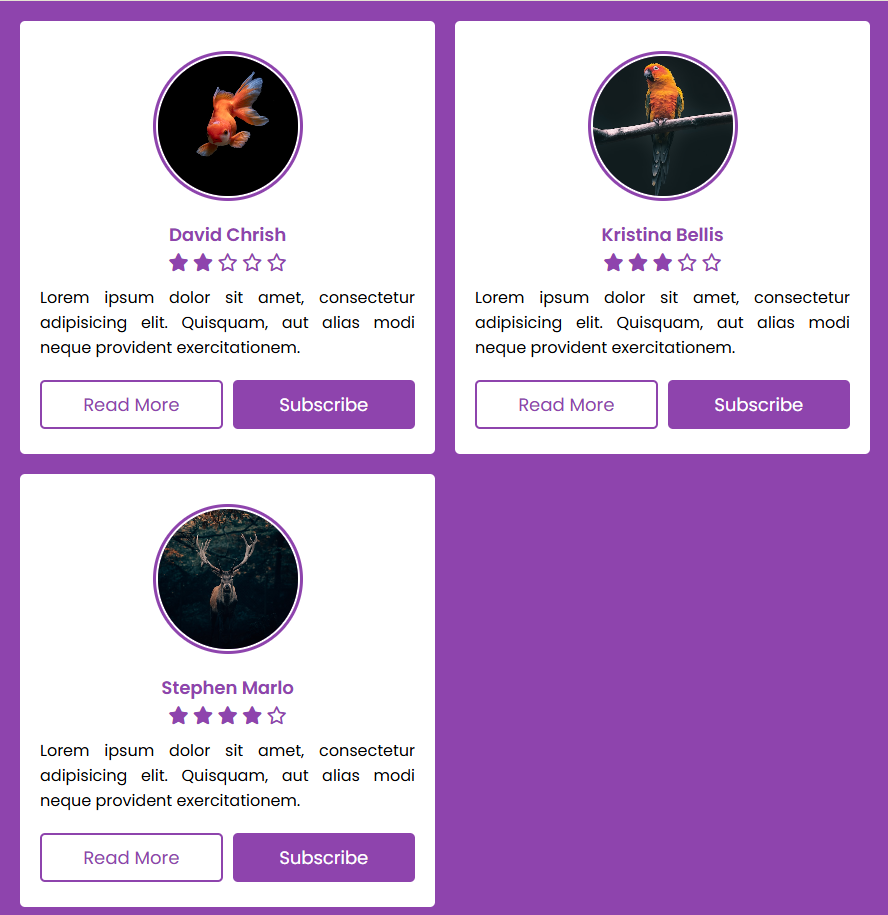 David Chrish
Lorem ipsum dolor sit amet, consectetur
adipisicing elit. Quisquam, aut alias modi
neque provident exercitationem.
Read More
Subscribe
Kristina Bellis
Lorem ipsum dolor sit amet, consectetur
adipisicing elit. Quisquam, aut alias modi
neque provident exercitationem.
Read More
Subscribe
Stephen Marlo
Lorem ipsum dolor sit amet, consectetur
adipisicing elit. Quisquam, aut alias modi
neque provident exercitationem.
Read More
Subscribe